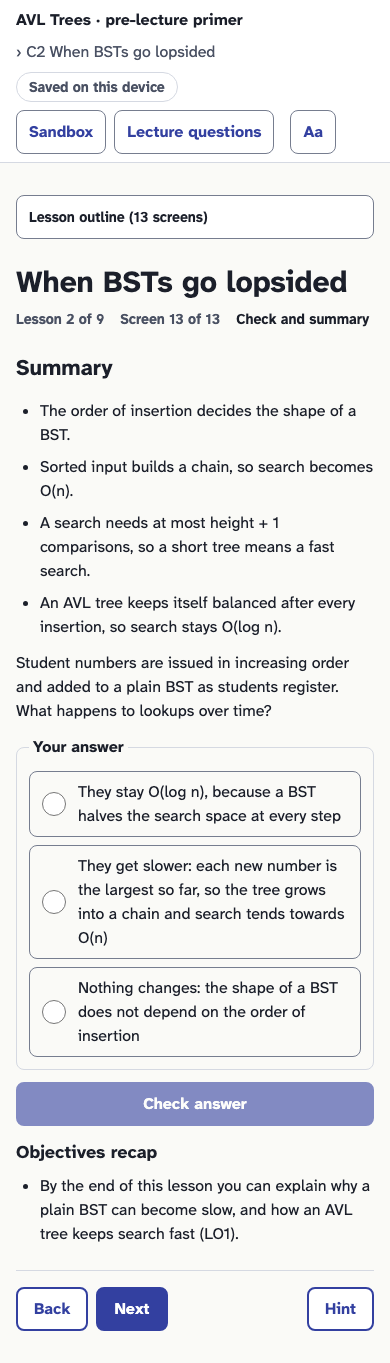 AVL Trees · pre-lecture primer
› C2 When BSTs go lopsided
Saved on this device
Sandbox
Lecture questions
Aa
Lesson outline (13 screens)
When BSTs go lopsided
Lesson 2 of 9 Screen 13 of 13 Check and summary
Summary
• The order of insertion decides the shape of a
BST.
• Sorted input builds a chain, so search becomes
O(n).
• A search needs at most height + 1
comparisons, so a short tree means a fast
search.
• An AVL tree keeps itself balanced after every
insertion, so search stays O(log n).
Student numbers are issued in increasing order
and added to a plain BST as students register.
What happens to lookups over time?
Your answer
They stay O(log n), because a BST
halves the search space at every step
They get slower: each new number is
the largest so far, so the tree grows
into a chain and search tends towards
O(n)
Nothing changes: the shape of a BST
does not depend on the order of
insertion
Check answer
Objectives recap
• By the end of this lesson you can explain why a
plain BST can become slow, and how an AVL
tree keeps search fast (LO1).
Back
Next
Hint